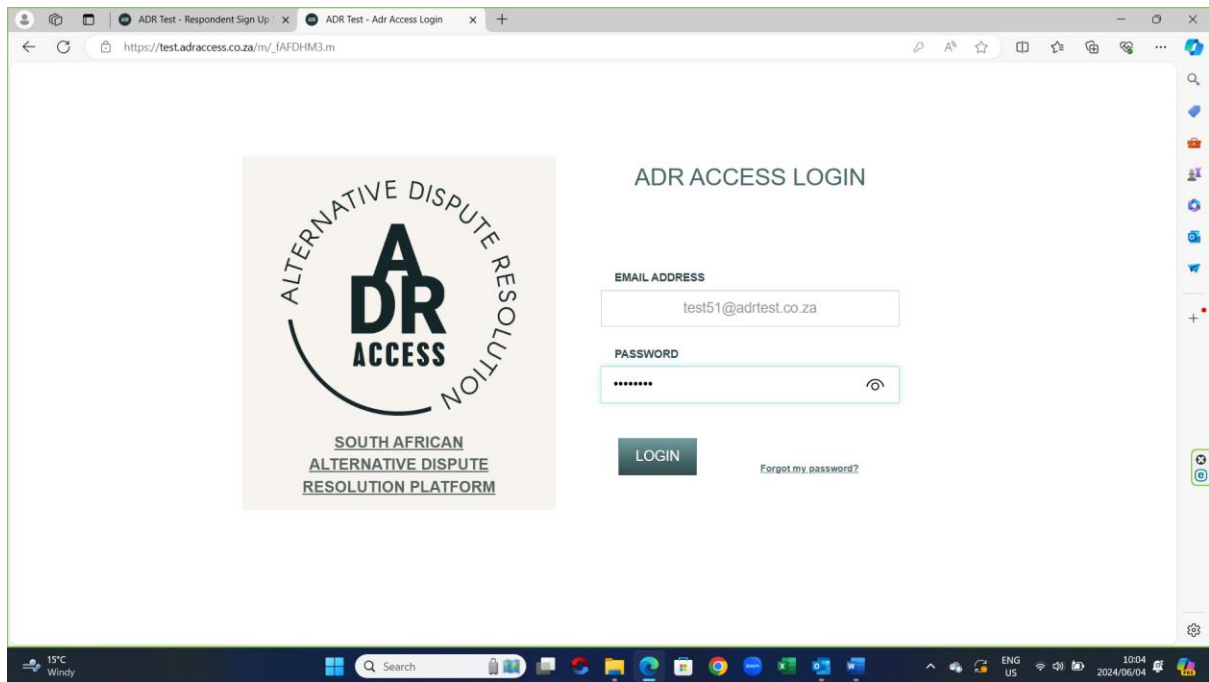 ADR Test - Respondent Sign Up
ADR Test - Adr Access Login
https://test.adraccess.co.za/m/_fAFDHM3.m
ALTERNATIVE DISPUTE RESOLUTION
ADR
ACCESS
SOUTH AFRICAN
ALTERNATIVE DISPUTE
RESOLUTION PLATFORM
ADR ACCESS LOGIN
EMAIL ADDRESS
test51@adrtest.co.za
PASSWORD
••••••••
LOGIN
Forgot my password?
15°C
Windy
Search
ENG
US
10:04
2024/06/04